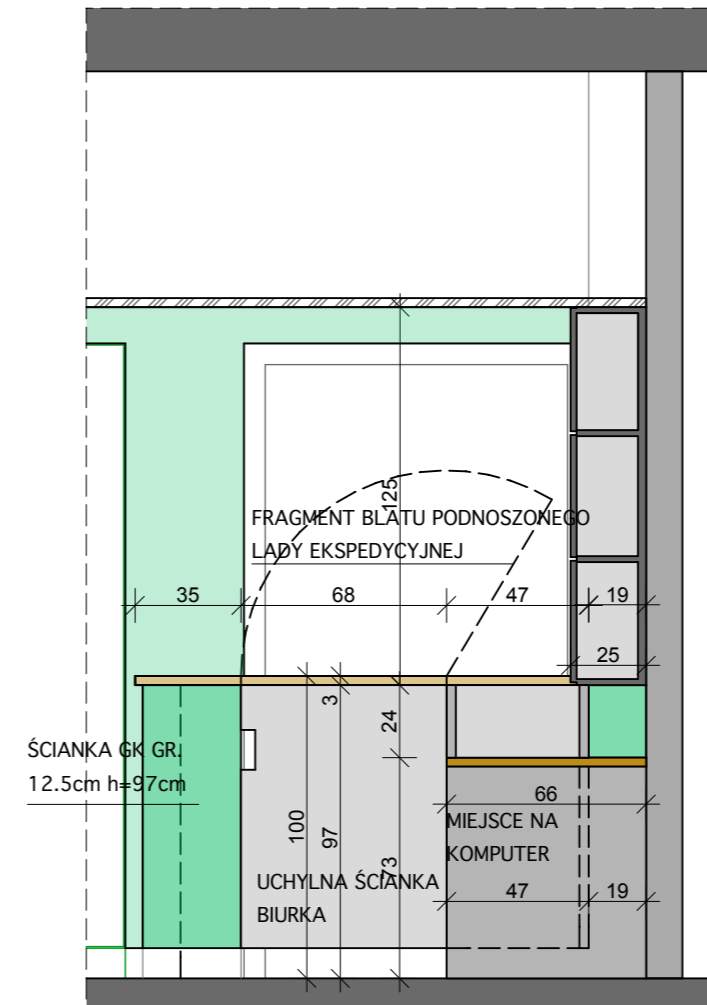 125
FRAGMENT BLATU PODNOSZONEGO
LADY EKSPEDYCYJNEJ
35
68
47
19
25
3
24
ŚCIANKA GK GR.
12.5cm h=97cm
100
97
66
MIEJSCE NA
KOMPUTER
73
UCHYLNA ŚCIANKA
BIURKA
47
19